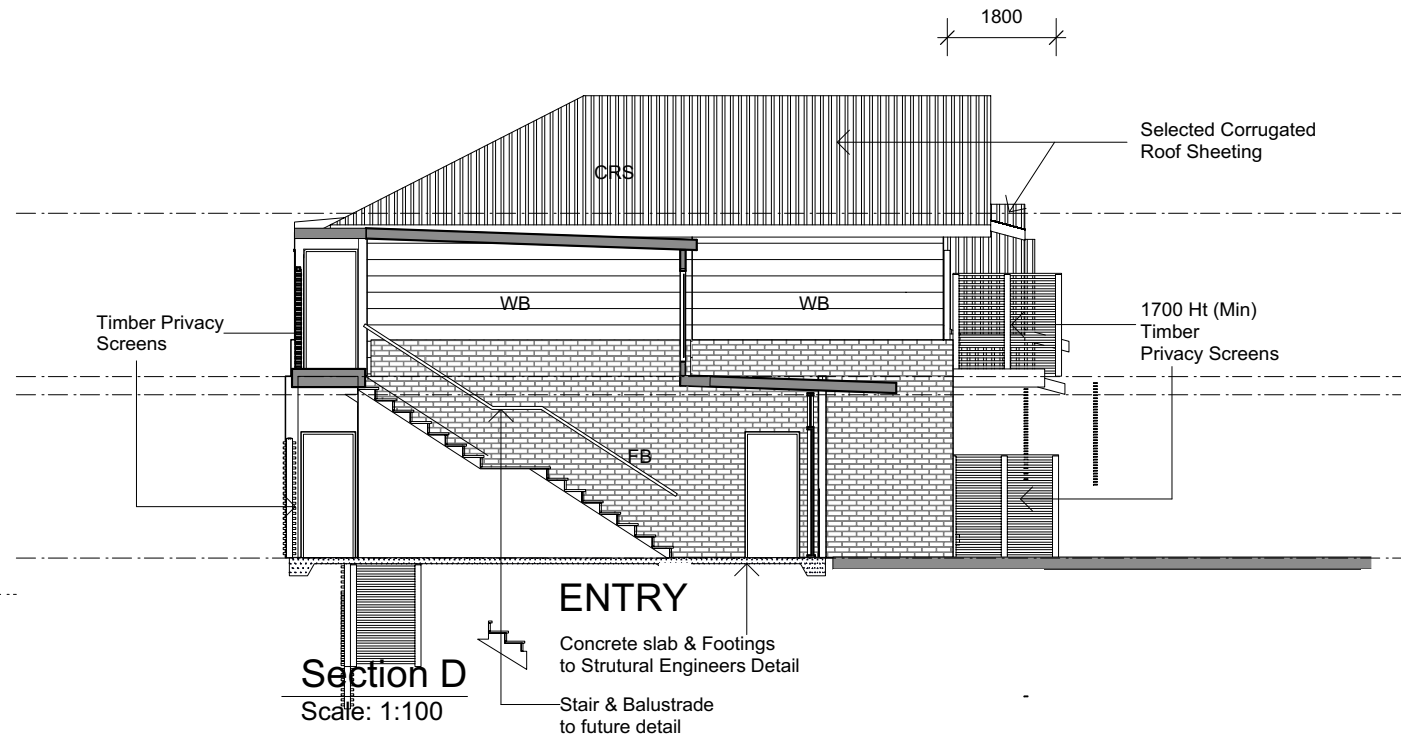 1800
Selected Corrugated
Roof Sheeting
CRS
WB
WB
Timber Privacy
Screens
1700 Ht (Min)
Timber
Privacy Screens
FB
ENTRY
Concrete slab & Footings
to Strutural Engineers Detail
Section D
Scale: 1:100
Stair & Balustrade
to future detail